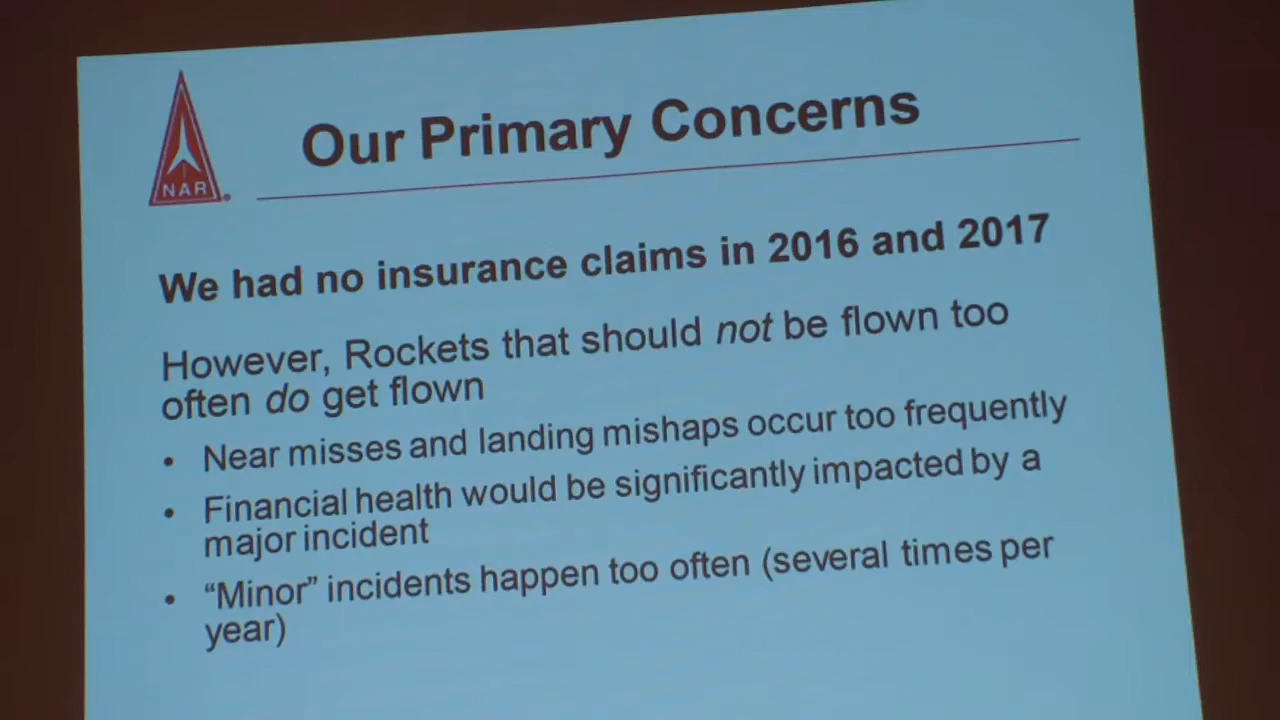 NAR
Our Primary Concerns
We had no insurance claims in 2016 and 2017
However, Rockets that should not be flown too
often do get flown
• Near misses and landing mishaps occur too frequently
• Financial health would be significantly impacted by a
major incident
• “Minor” incidents happen too often (several times per
year)